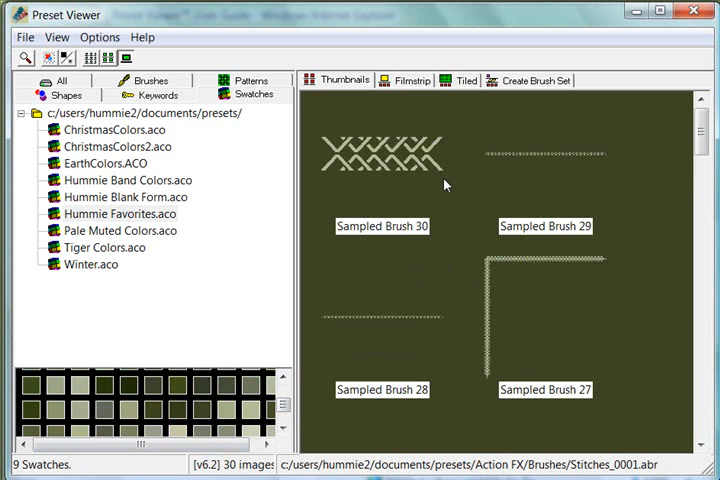 Preset Viewer
File View Options Help
All Brushes Patterns
Shapes Keywords Swatches
Thumbnails Filmstrip Tiled Create Brush Set
c:/users/hummie2/documents/presets/
ChristmasColors.aco
ChristmasColors2.aco
EarthColors.ACO
Hummie Band Colors.aco
Hummie Blank Form.aco
Hummie Favorites.aco
Pale Muted Colors.aco
Tiger Colors.aco
Winter.aco
Sampled Brush 30 Sampled Brush 29
Sampled Brush 28 Sampled Brush 27
9 Swatches. [v6.2] 30 images c:/users/hummie2/documents/presets/Action FX/Brushes/Stitches_0001.abr